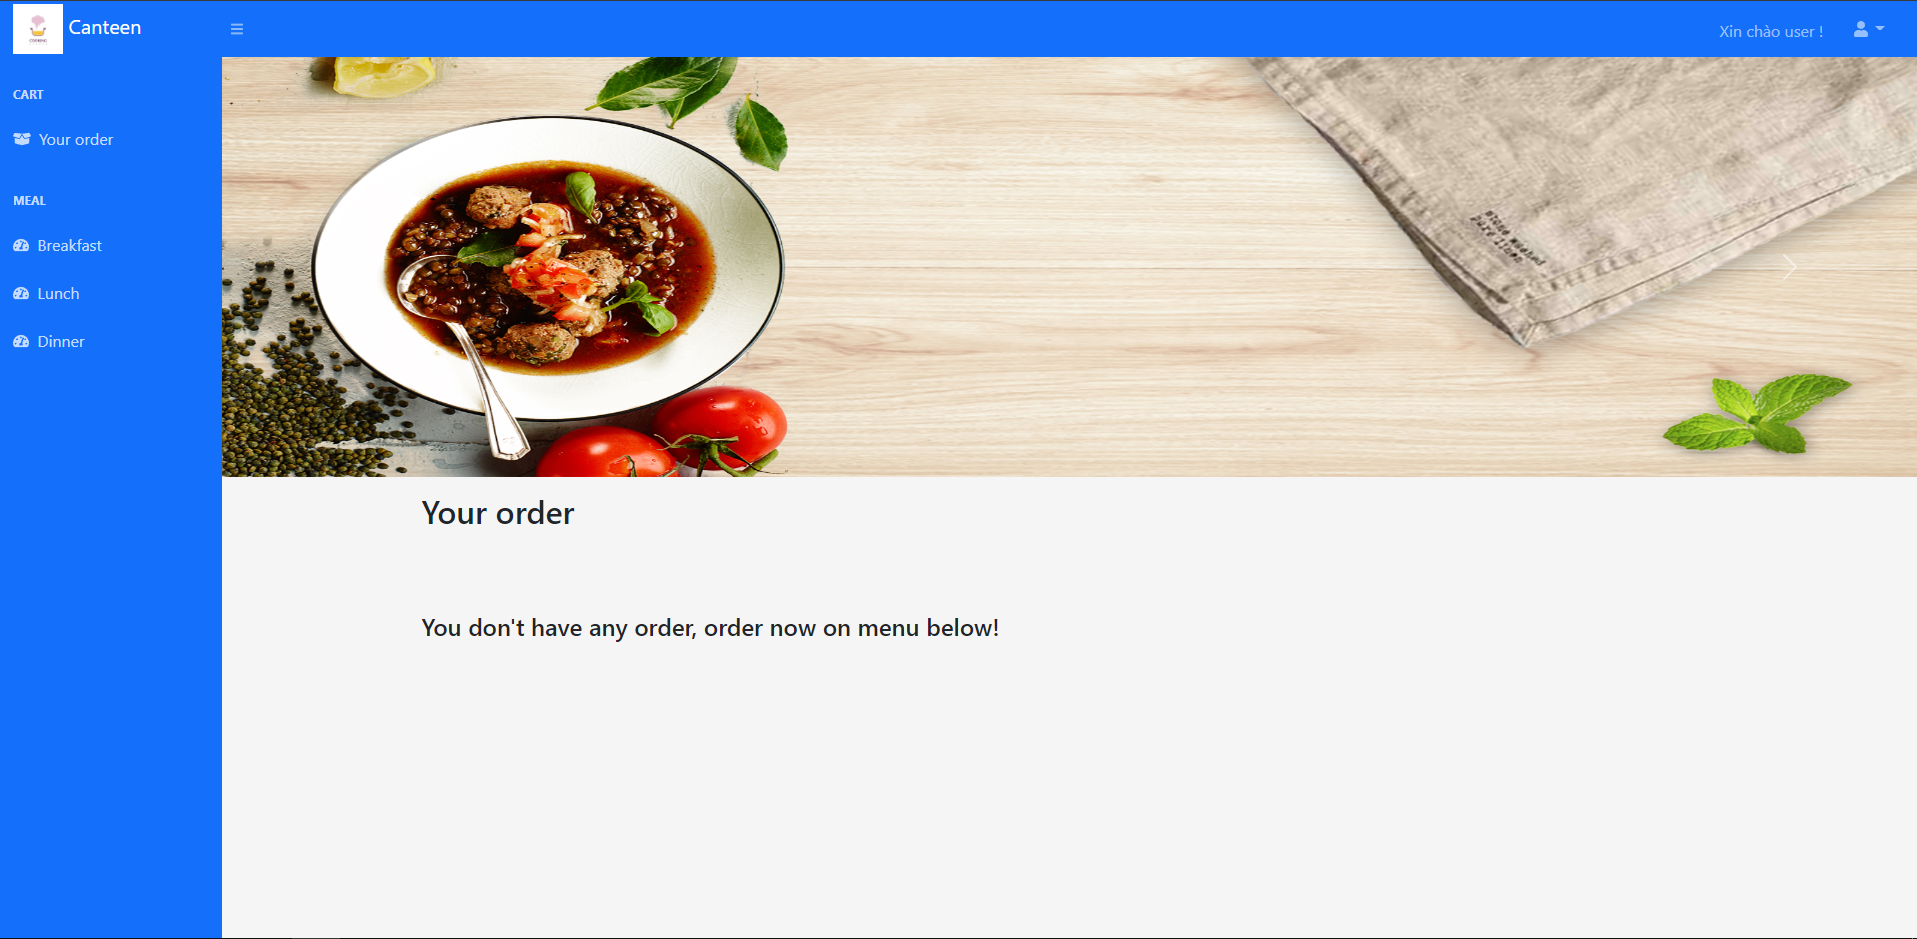 Canteen
Xin chào user !
CART
Your order
MEAL
Breakfast
Lunch
Dinner
Your order
You don't have any order, order now on menu below!